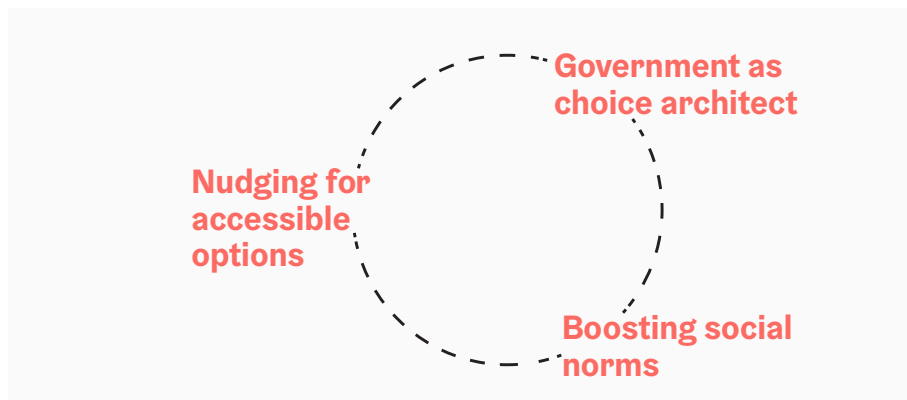 Government as
choice architect
Nudging for
accessible
options
Boosting social
norms